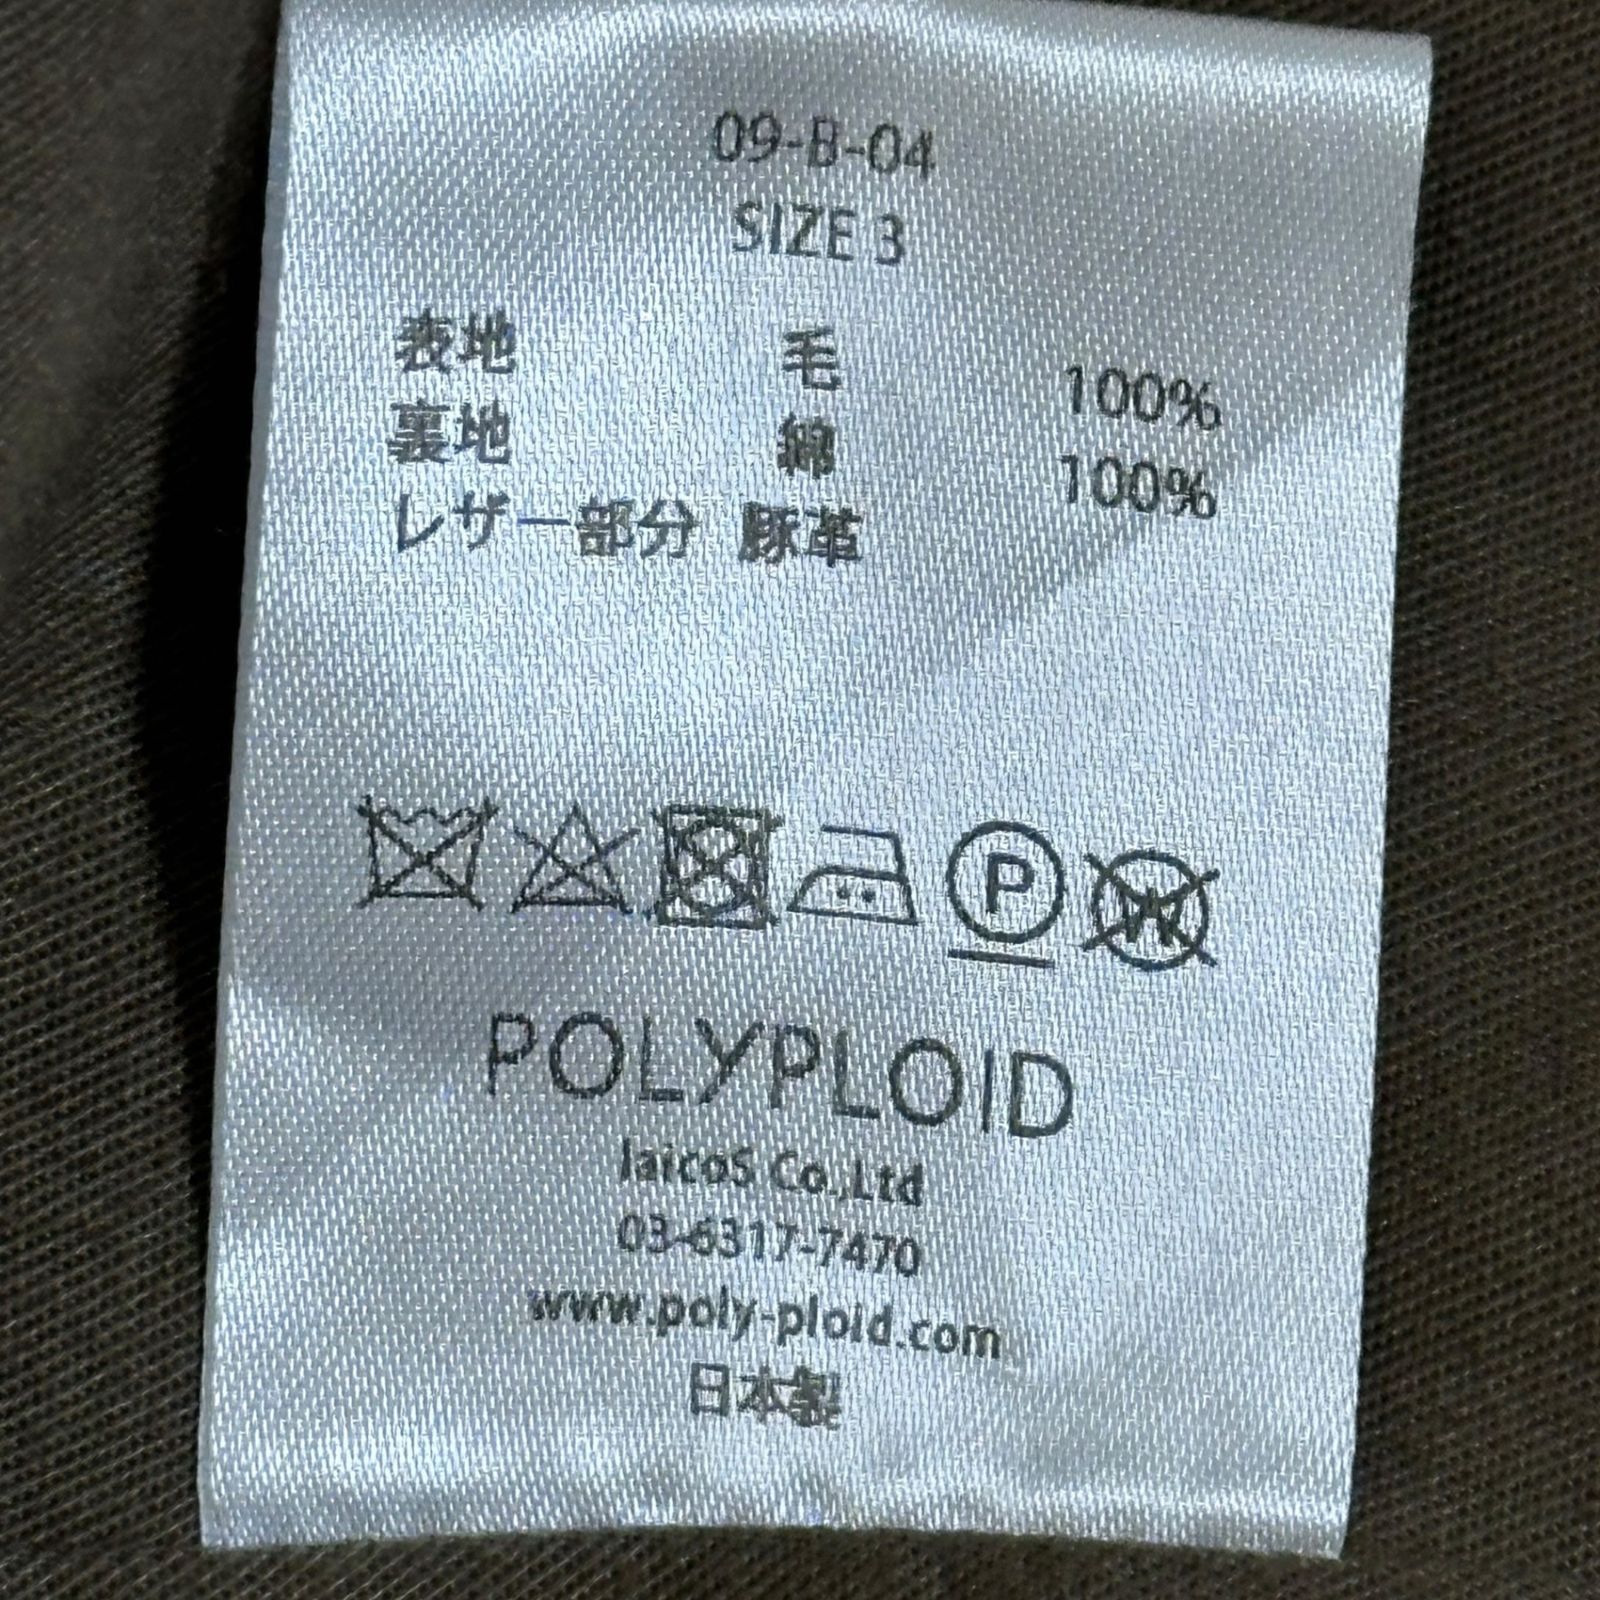 09-B-04
SIZE 3
表地 毛 100%
裏地 綿 100%
レザー部分 豚革
P
W
POLYPLOID
laicoS Co.,Ltd
03-6317-7470
www.poly-ploid.com
日本製